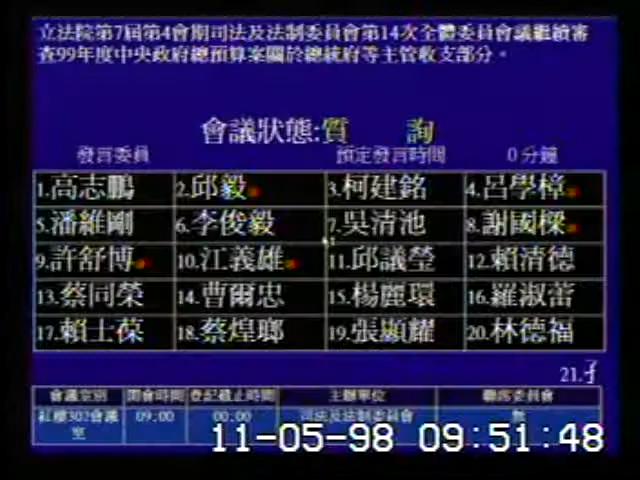 立法院第7屆第4會期司法及法制委員會第14次全體委員會議繼續審
查99年度中央政府總預算案關於總統府等主管收支部分。
會議狀態:質 詢
發言委員 預定發言時間 0分鐘
1.高志鵬 2.邱毅 3.柯建銘 4.呂學樟
5.潘維剛 6.李俊毅 7.吳清池 8.謝國樑
9.許舒博 10.江義雄 11.邱議瑩 12.賴清德
13.蔡同榮 14.曹爾忠 15.楊麗環 16.羅淑蕾
17.賴士葆 18.蔡煌瑯 19.張顯耀 20.林德福
21.
會議室別 開會時間 登記截止時間 主辦單位 聯席委員會
紅樓302會議 09:00 00:00 司法及法制委員會 無
室
11-05-98 09:51:48